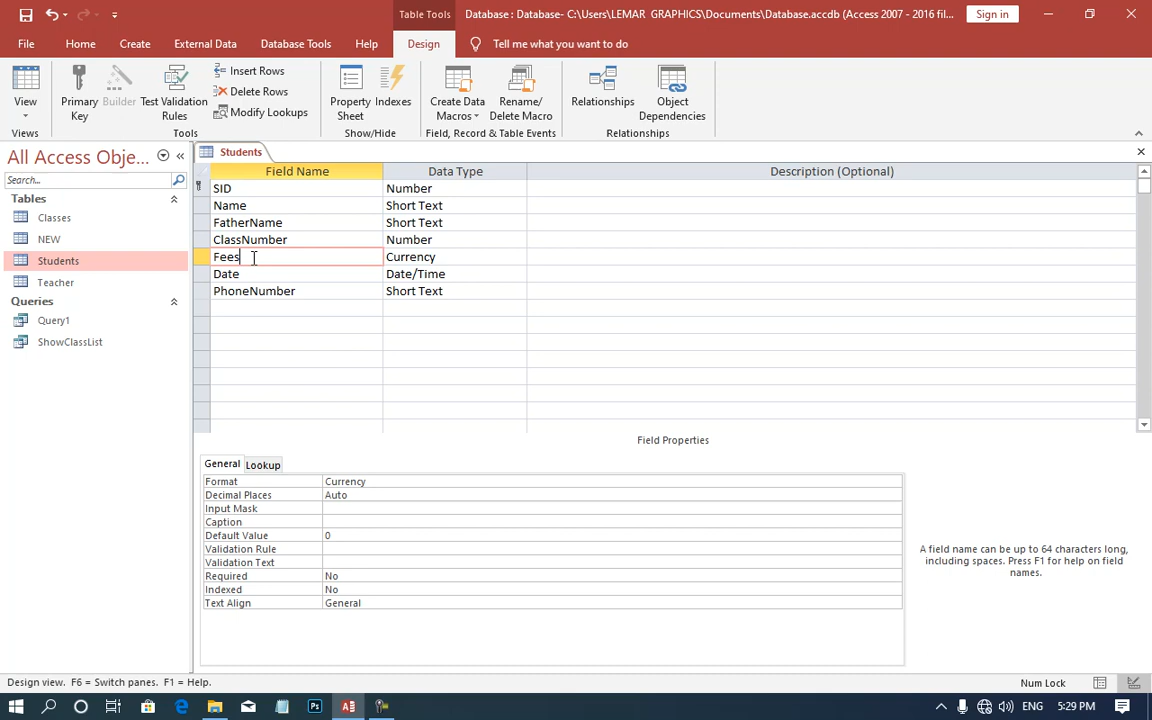 Table Tools
Database : Database- C:\Users\LEMAR  GRAPHICS\Documents\Database.accdb (Access 2007 - 2016 fil...
Sign in
File
Home
Create
External Data
Database Tools
Help
Design
Tell me what you want to do
View
Primary
Key
Builder
Test Validation
Rules
Insert Rows
Delete Rows
Modify Lookups
Property
Sheet
Indexes
Create Data
Macros
Rename/
Delete Macro
Relationships
Object
Dependencies
Views
Tools
Show/Hide
Field, Record & Table Events
Relationships
All Access Obje...
Search...
Tables
Classes
NEW
Students
Teacher
Queries
Query1
ShowClassList
Students
Field Name Data Type Description (Optional)
SID Number
Name Short Text
FatherName Short Text
ClassNumber Number
Fees Currency
Date Date/Time
PhoneNumber Short Text
Field Properties
General Lookup
Format Currency
Decimal Places Auto
Input Mask
Caption
Default Value 0
Validation Rule
Validation Text
Required No
Indexed No
Text Align General
A field name can be up to 64 characters long,
including spaces. Press F1 for help on field
names.
Design view.  F6 = Switch panes.  F1 = Help.
Num Lock
Ps
ENG
5:29 PM